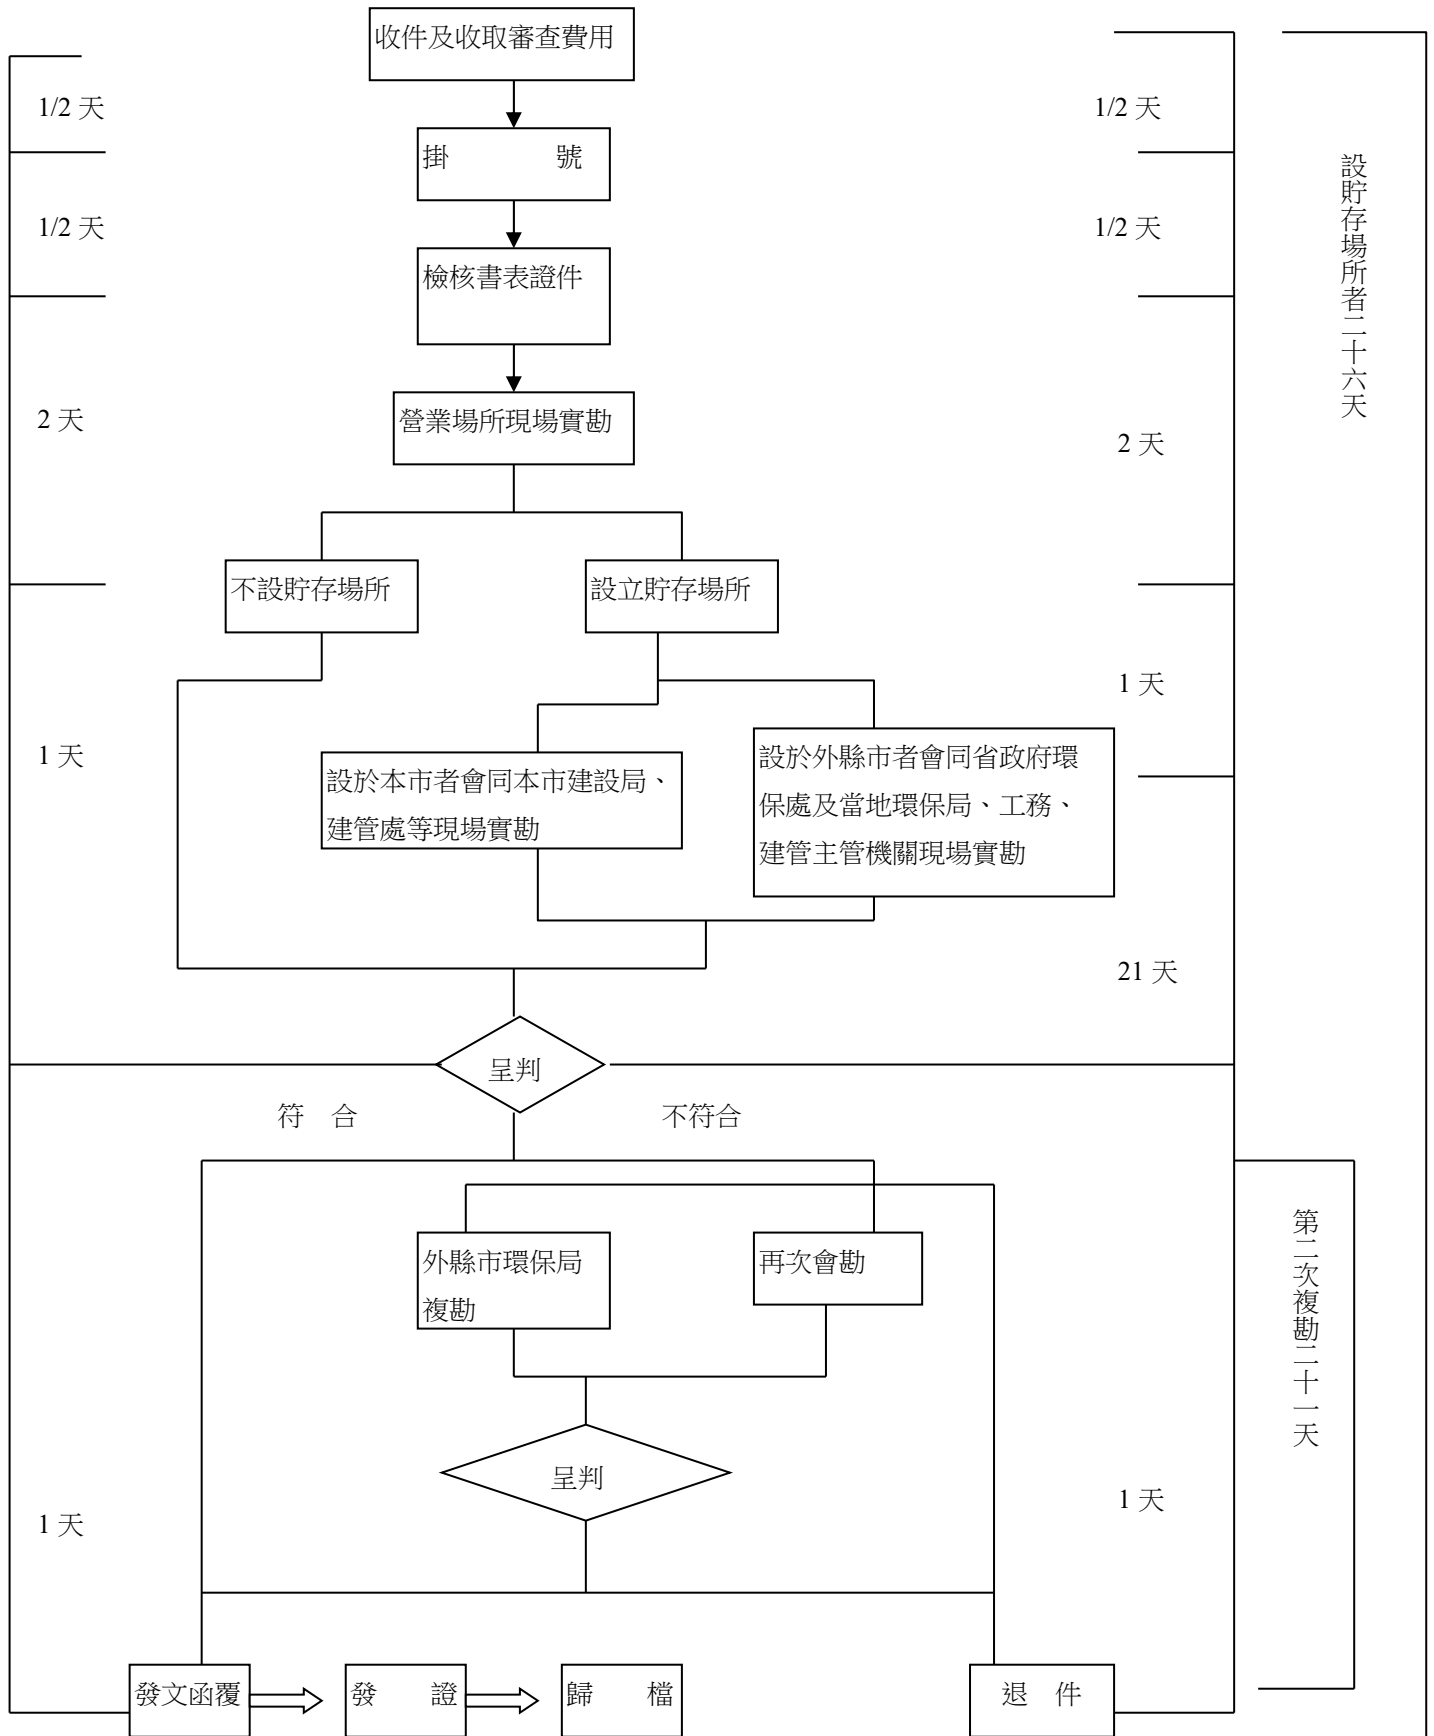 收件及收取審查費用
1/2 天
1/2 天
掛　　　　　號
1/2 天
1/2 天
檢核書表證件
營業場所現場實勘
2 天
2 天
不設貯存場所
設立貯存場所
1 天
1 天
設於本市者會同本市建設局、
建管處等現場實勘
設於外縣市者會同省政府環
保處及當地環保局、工務、
建管主管機關現場實勘
21 天
呈判
符　合
不符合
外縣市環保局
複勘
再次會勘
呈判
1 天
1 天
發文函覆
發　　證
歸　　檔
退　件
設貯存場所者二十六天
第二次複勘二十一天